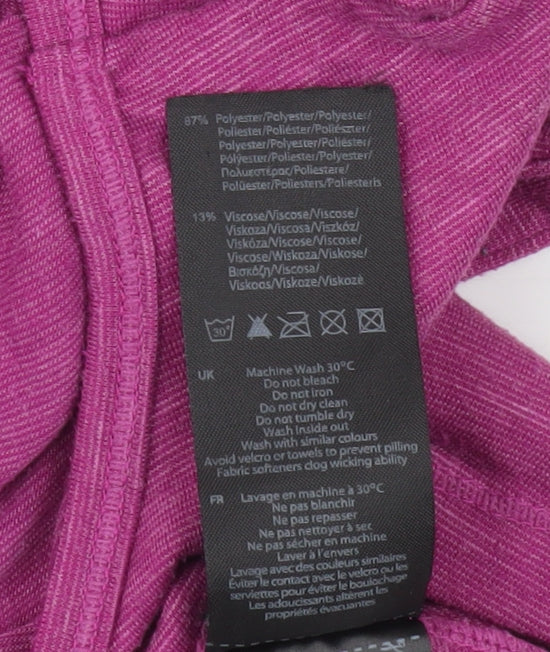 87% Polyester/Polyester/Polyester/
Poliester/Poliéster/Poliészter/
Polyester/Polyester/Polyester/
Pólýester/Polyester/Polyester/
Πολυεστέρας/Poliestere/
Polüester/Poliesters/Poliesteris
13% Viscose/Viscose/Viscose/
Viskoza/Viscosa/Viszkóz/
Viskóza/Viscose/Viscose/
Viscose/Wiskoza/Viskose/
Βισκόζη/Viscosa/
Viskoos/Viskoze/Viskozė
30°
UK Machine Wash 30°C
Do not bleach
Do not iron
Do not dry clean
Do not tumble dry
Wash Inside out
Wash with similar colours
Avoid velcro or towels to prevent pilling
Fabric softeners clog wicking ability
FR Lavage en machine à 30°C
Ne pas blanchir
Ne pas repasser
Ne pas nettoyer à sec
Ne pas sécher en machine
Laver à l'envers
Lavage avec des couleurs similaires
Éviter le contact avec le velcro ou les
serviettes pour éviter le boulochage
Les adoucissants altèrent les
propriétés évacuantes